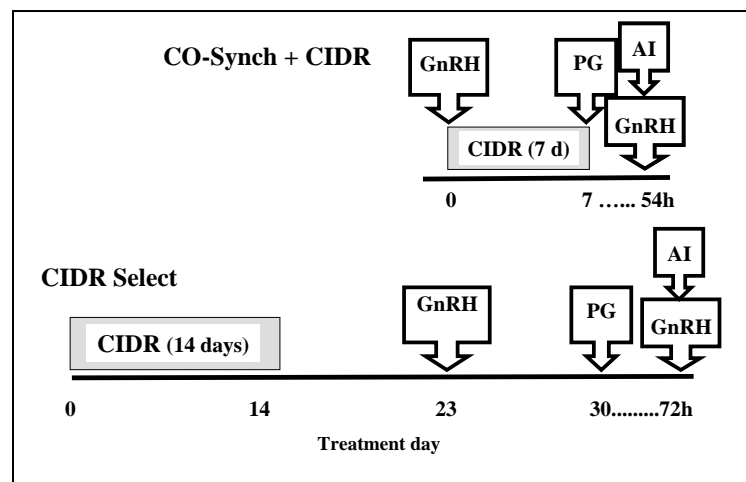 CO-Synch + CIDR
GnRH
PG
AI
GnRH
CIDR (7 d)
0
7 …... 54h
CIDR Select
AI
GnRH
PG
GnRH
CIDR (14 days)
0
14
23
30.........72h
Treatment day